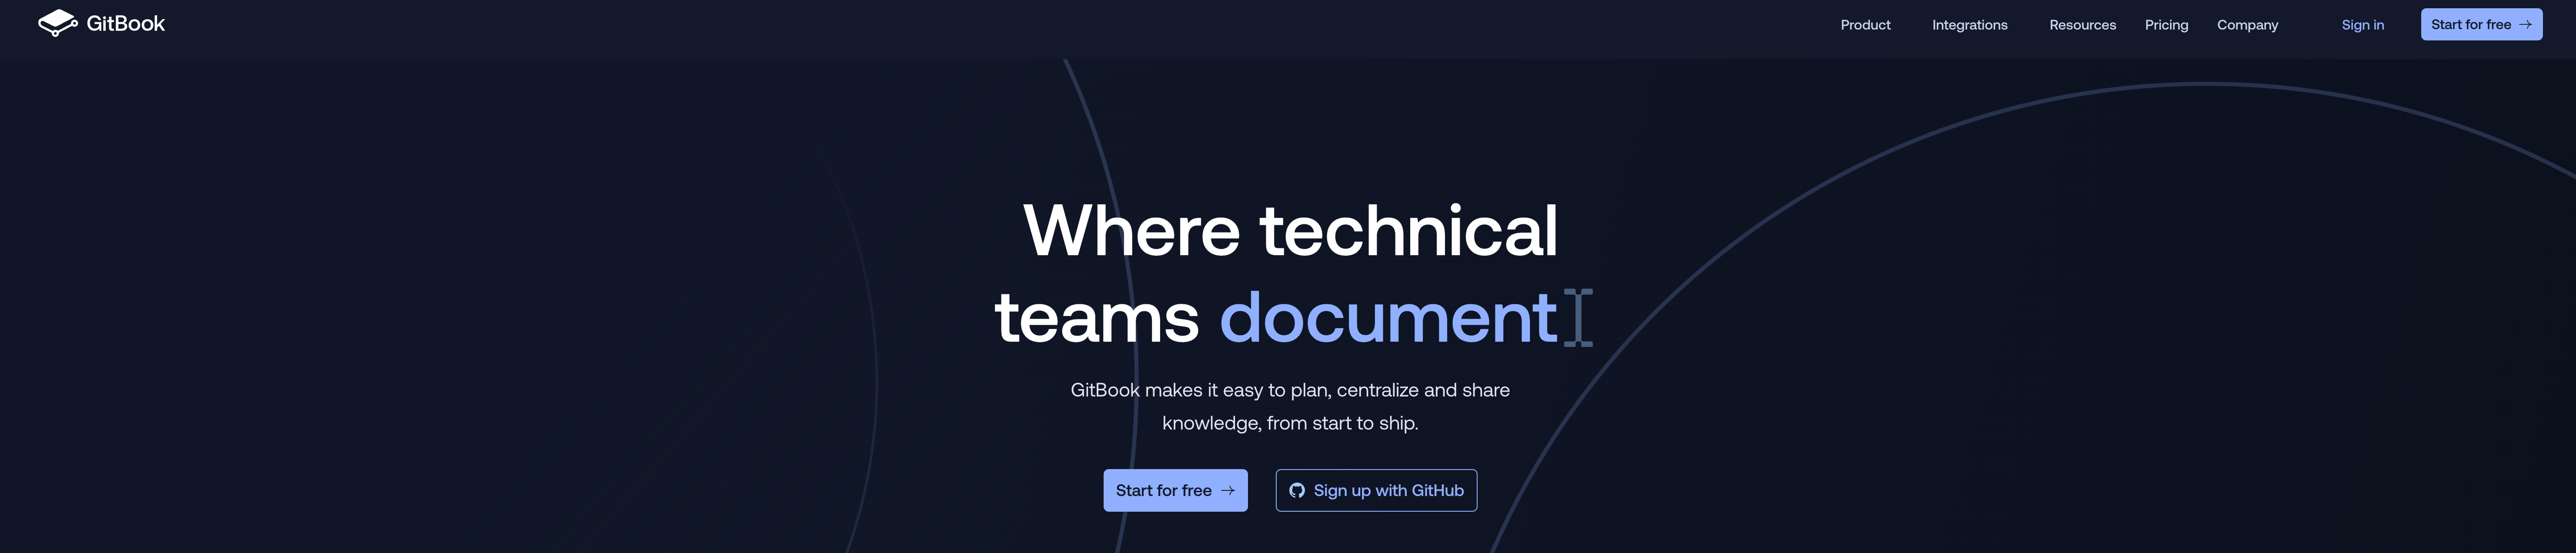 GitBook
Product Integrations Resources Pricing Company Sign in Start for free →
Where technical
teams document
GitBook makes it easy to plan, centralize and share
knowledge, from start to ship.
Start for free → Sign up with GitHub